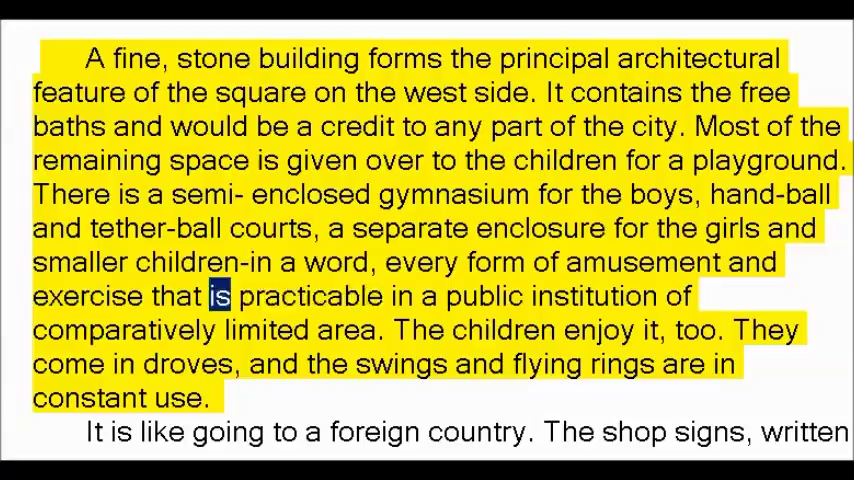 A fine, stone building forms the principal architectural
feature of the square on the west side. It contains the free
baths and would be a credit to any part of the city. Most of the
remaining space is given over to the children for a playground.
There is a semi- enclosed gymnasium for the boys, hand-ball
and tether-ball courts, a separate enclosure for the girls and
smaller children-in a word, every form of amusement and
exercise that is practicable in a public institution of
comparatively limited area. The children enjoy it, too. They
come in droves, and the swings and flying rings are in
constant use.
It is like going to a foreign country. The shop signs, written